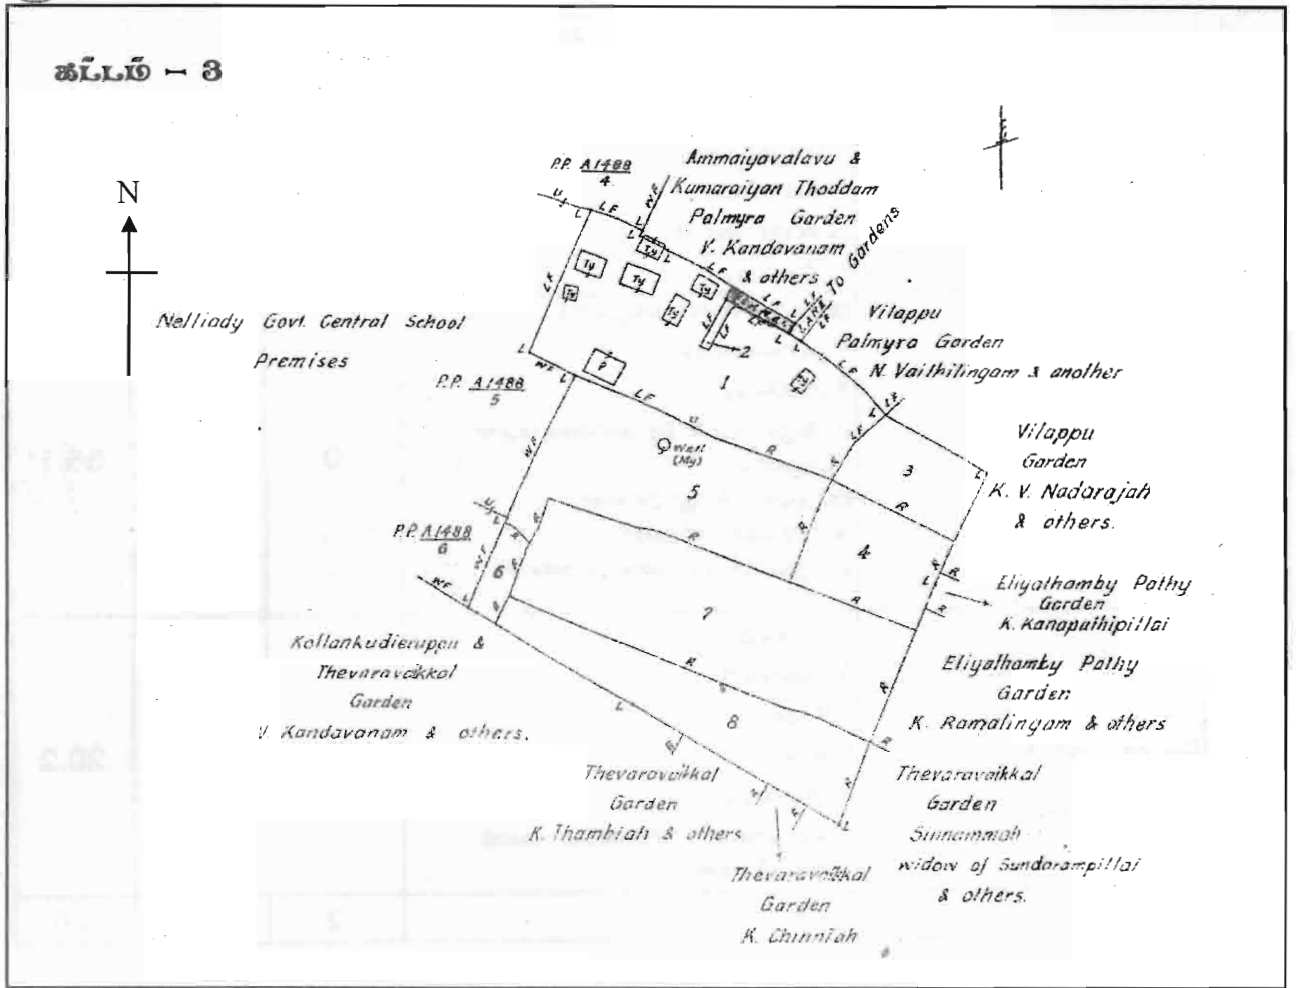 கட்டம் - 3
N
P.P. A1488
4
Ammaiyavalavu &
Kumaraiyan Thoddam
Palmyra Garden
V. Kandavanam
& others
LANE To Gardens
Nelliady Govt. Central School
Premises
Vilappu
Palmyra Garden
N. Vaithilingam & another
P.P. A1488
5
1
2
Well
(My)
3
Vilappu
Garden
K. V. Nadarajah
& others.
5
4
P.P. A1488
6
6
7
8
Eliyathamby Pathy
Garden
K. Kanapathipillai
Kollankudieruppu &
Thevaravaikkal
Garden
V. Kandavanam & others.
Eliyathamby Pathy
Garden
K. Ramalingam & others
Thevaravaikkal
Garden
K. Thambiah & others
Thevaravaikkal
Garden
Sinnammah
widow of Sundarampillai
& others.
Thevaravaikkal
Garden
K. Chinniah